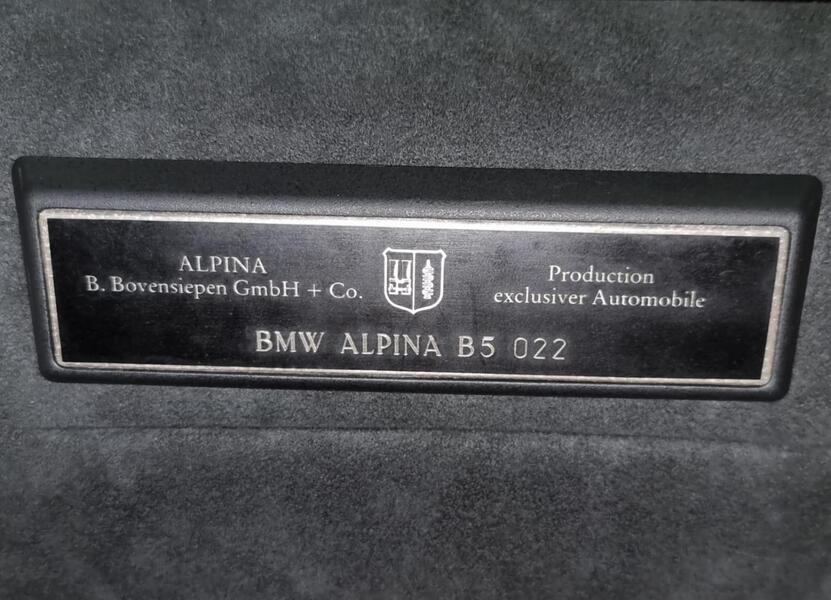 ALPINA
B. Bovensiepen GmbH + Co.
Production
exclusiver Automobile
BMW ALPINA B5 022